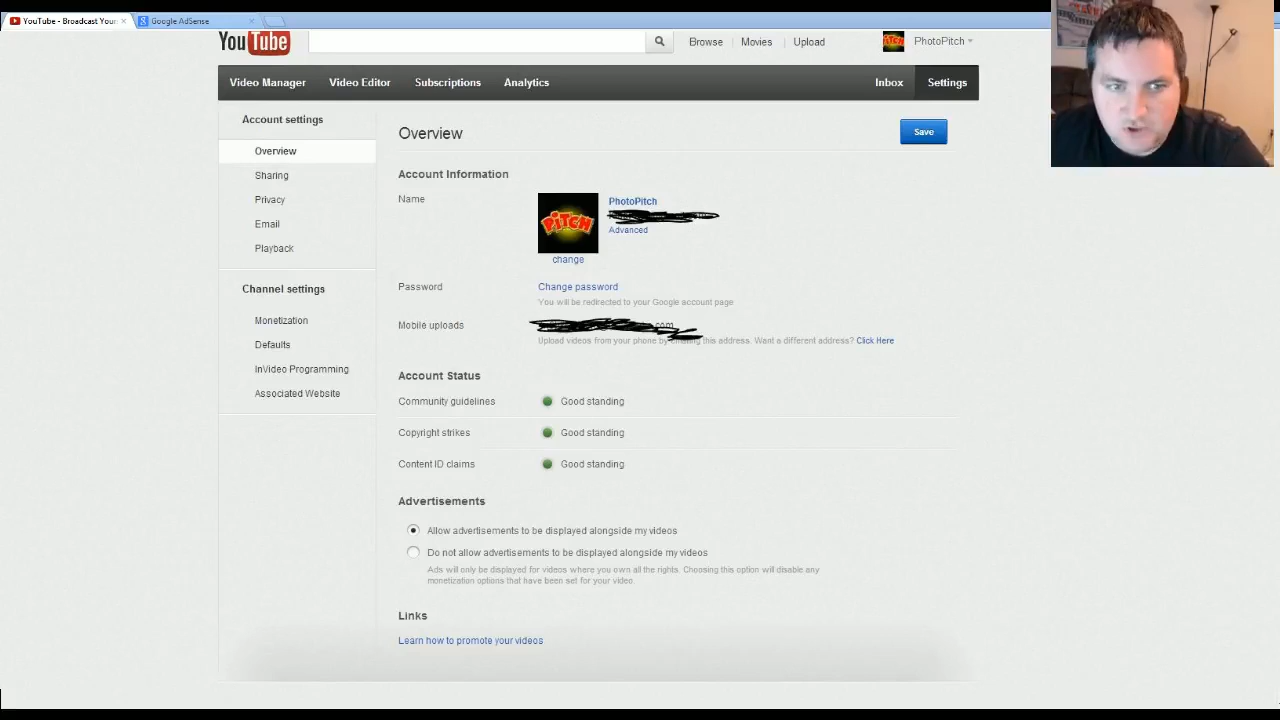 YouTube - Broadcast Your
Google AdSense
YouTube
Browse
Movies
Upload
PhotoPitch
Video Manager
Video Editor
Subscriptions
Analytics
Inbox
Settings
Account settings
Overview
Sharing
Privacy
Email
Playback
Channel settings
Monetization
Defaults
InVideo Programming
Associated Website
Overview
Save
Account Information
Name
PITCH
PhotoPitch
Advanced
change
Password
Change password
You will be redirected to your Google account page
Mobile uploads
Upload videos from your phone by emailing this address. Want a different address? Click Here
Account Status
Community guidelines
Good standing
Copyright strikes
Good standing
Content ID claims
Good standing
Advertisements
Allow advertisements to be displayed alongside my videos
Do not allow advertisements to be displayed alongside my videos
Ads will only be displayed for videos where you own all the rights. Choosing this option will disable any
monetization options that have been set for your video.
Links
Learn how to promote your videos